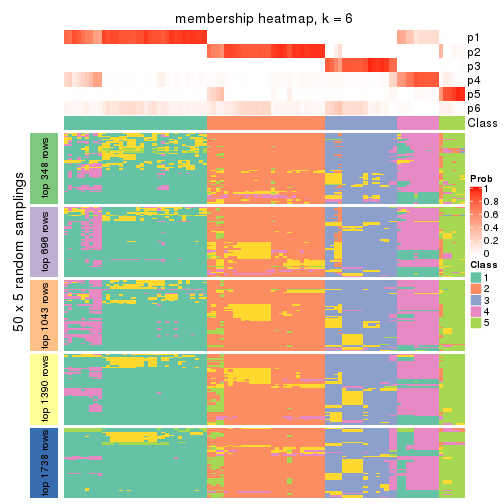 membership heatmap, k = 6
p1
p2
p3
p4
p5
p6
Class
50 x 5 random samplings
top 348 rows
top 696 rows
top 1043 rows
top 1390 rows
top 1738 rows
Prob
1
0.8
0.6
0.4
0.2
0
Class
1
2
3
4
5